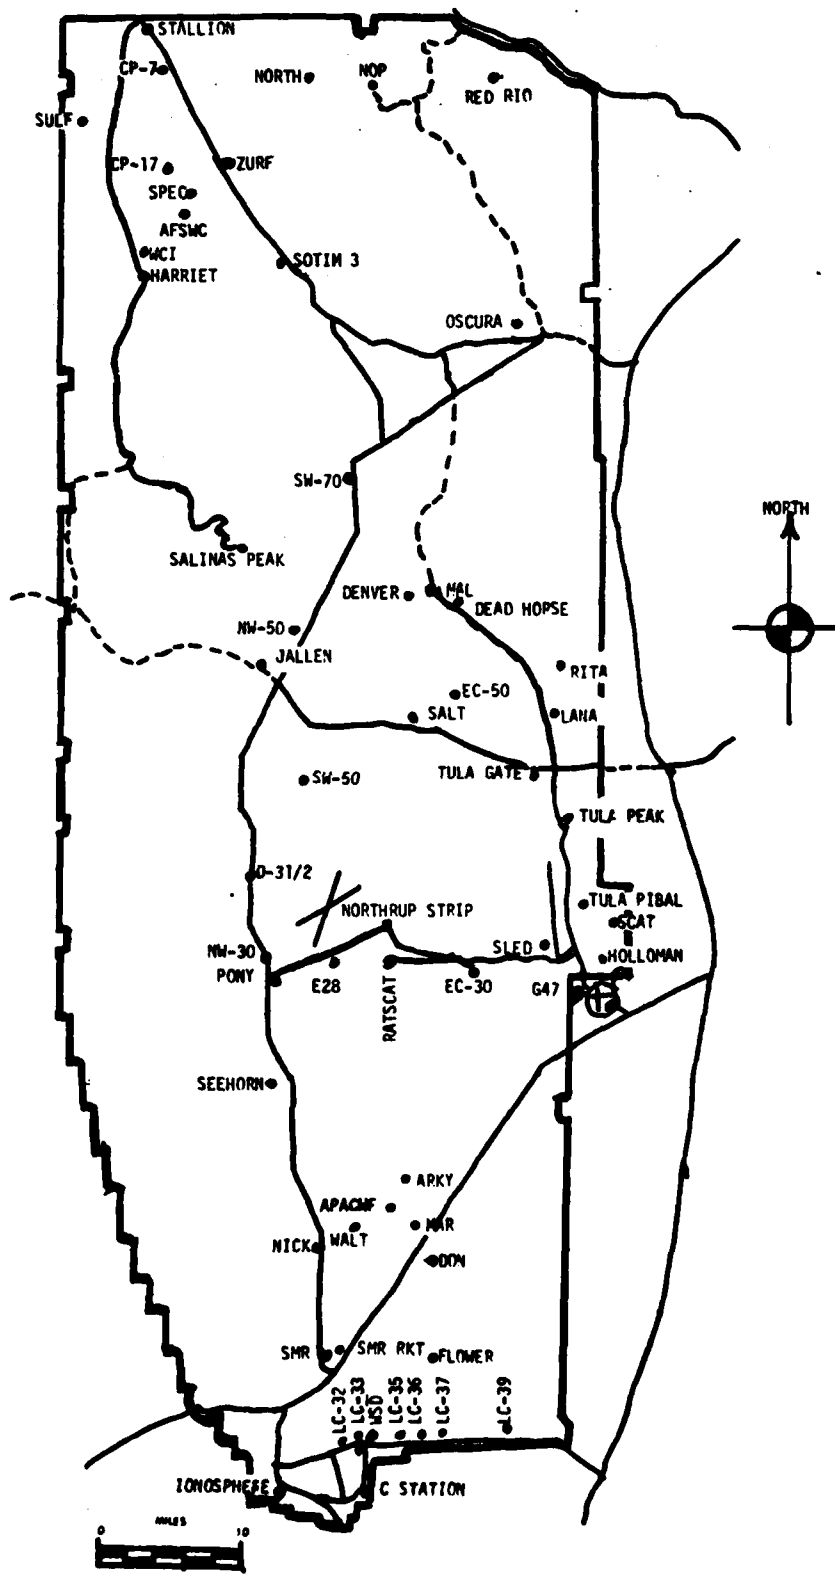 STALLION
CP-7
NORTH
NOP
RED RIO
SULF
CP-17
ZURF
SPEC
AFSWC
WCI
HARRIET
SOTIM 3
OSCURA
SW-70
NORTH
SALINAS PEAK
DENVER
MAL
DEAD HOPSE
NW-50
JALLEN
RITA
EC-50
SALT
LANA
TULA GATE
SW-50
TULA PEAK
D-31/2
TULA PIBAL
NORTHRUP STRIP
SCAT
SLED
NW-30
HOLLOMAN
PONY
E28
RATSCAT
EC-30
G47
SEEHORN
ARKY
APACHE
MAR
WALT
NICK
DON
SMR
SMR RKT
FLOWER
LC-32
LC-33
WSD
LC-35
LC-36
LC-37
LC-39
IONOSPHERE
C STATION
0 MILES 10